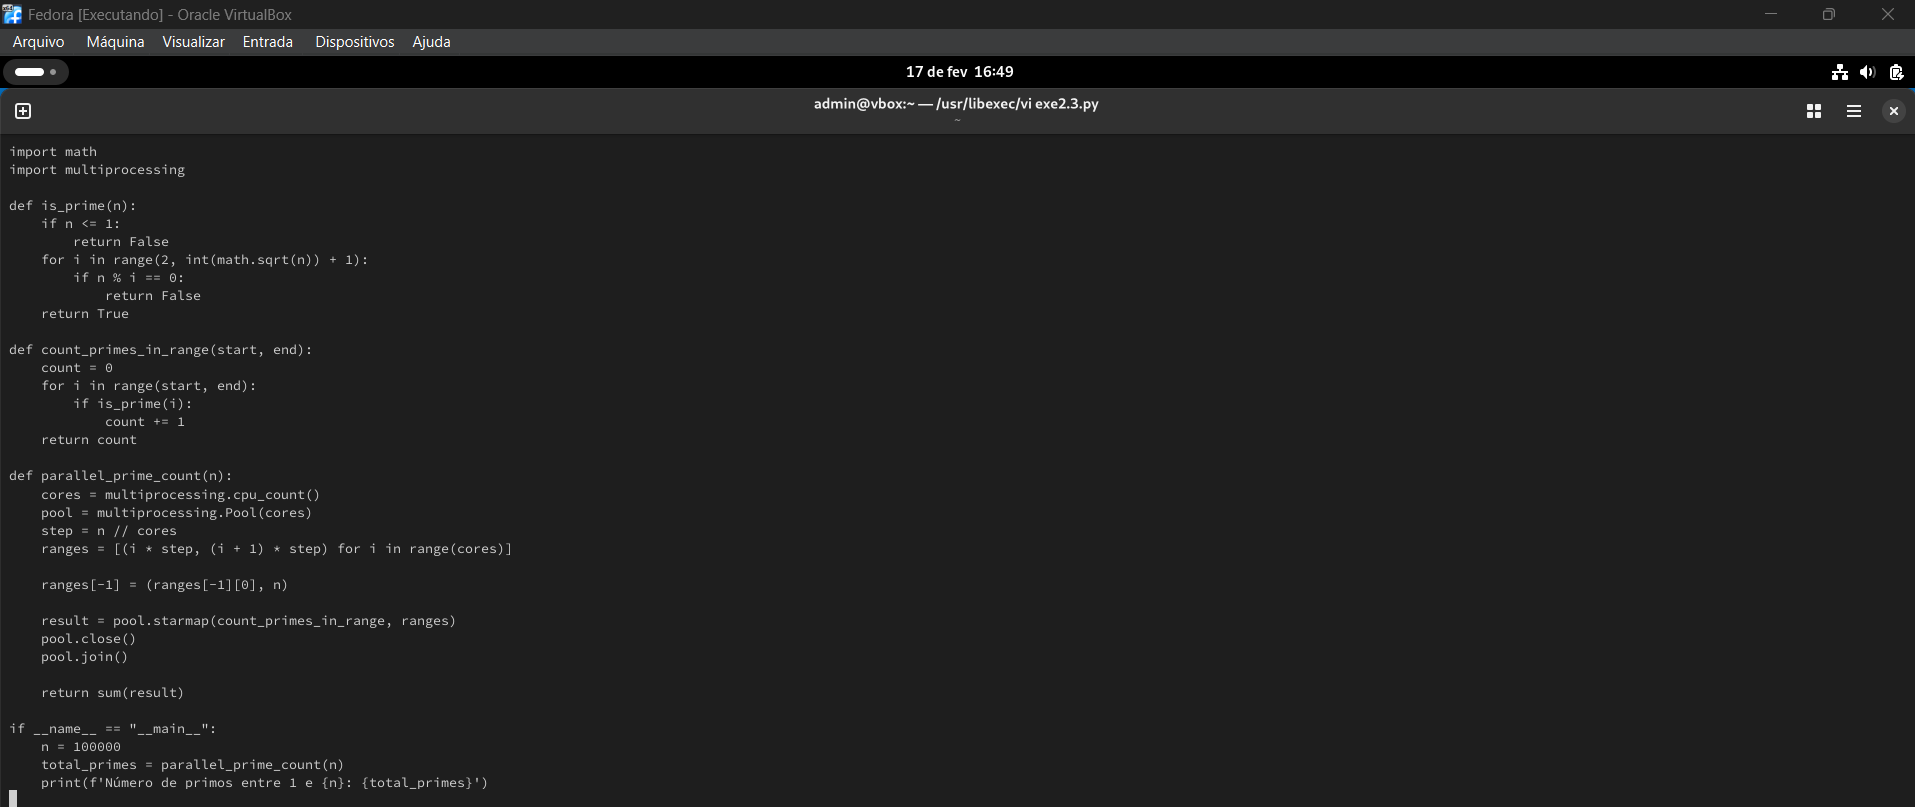 Fedora [Executando] - Oracle VirtualBox
Arquivo Máquina Visualizar Entrada Dispositivos Ajuda
17 de fev 16:49
admin@vbox:~ — /usr/libexec/vi exe2.3.py
~
import math
import multiprocessing

def is_prime(n):
    if n <= 1:
        return False
    for i in range(2, int(math.sqrt(n)) + 1):
        if n % i == 0:
            return False
    return True

def count_primes_in_range(start, end):
    count = 0
    for i in range(start, end):
        if is_prime(i):
            count += 1
    return count

def parallel_prime_count(n):
    cores = multiprocessing.cpu_count()
    pool = multiprocessing.Pool(cores)
    step = n // cores
    ranges = [(i * step, (i + 1) * step) for i in range(cores)]

    ranges[-1] = (ranges[-1][0], n)

    result = pool.starmap(count_primes_in_range, ranges)
    pool.close()
    pool.join()

    return sum(result)

if __name__ == "__main__":
    n = 100000
    total_primes = parallel_prime_count(n)
    print(f'Número de primos entre 1 e {n}: {total_primes}')